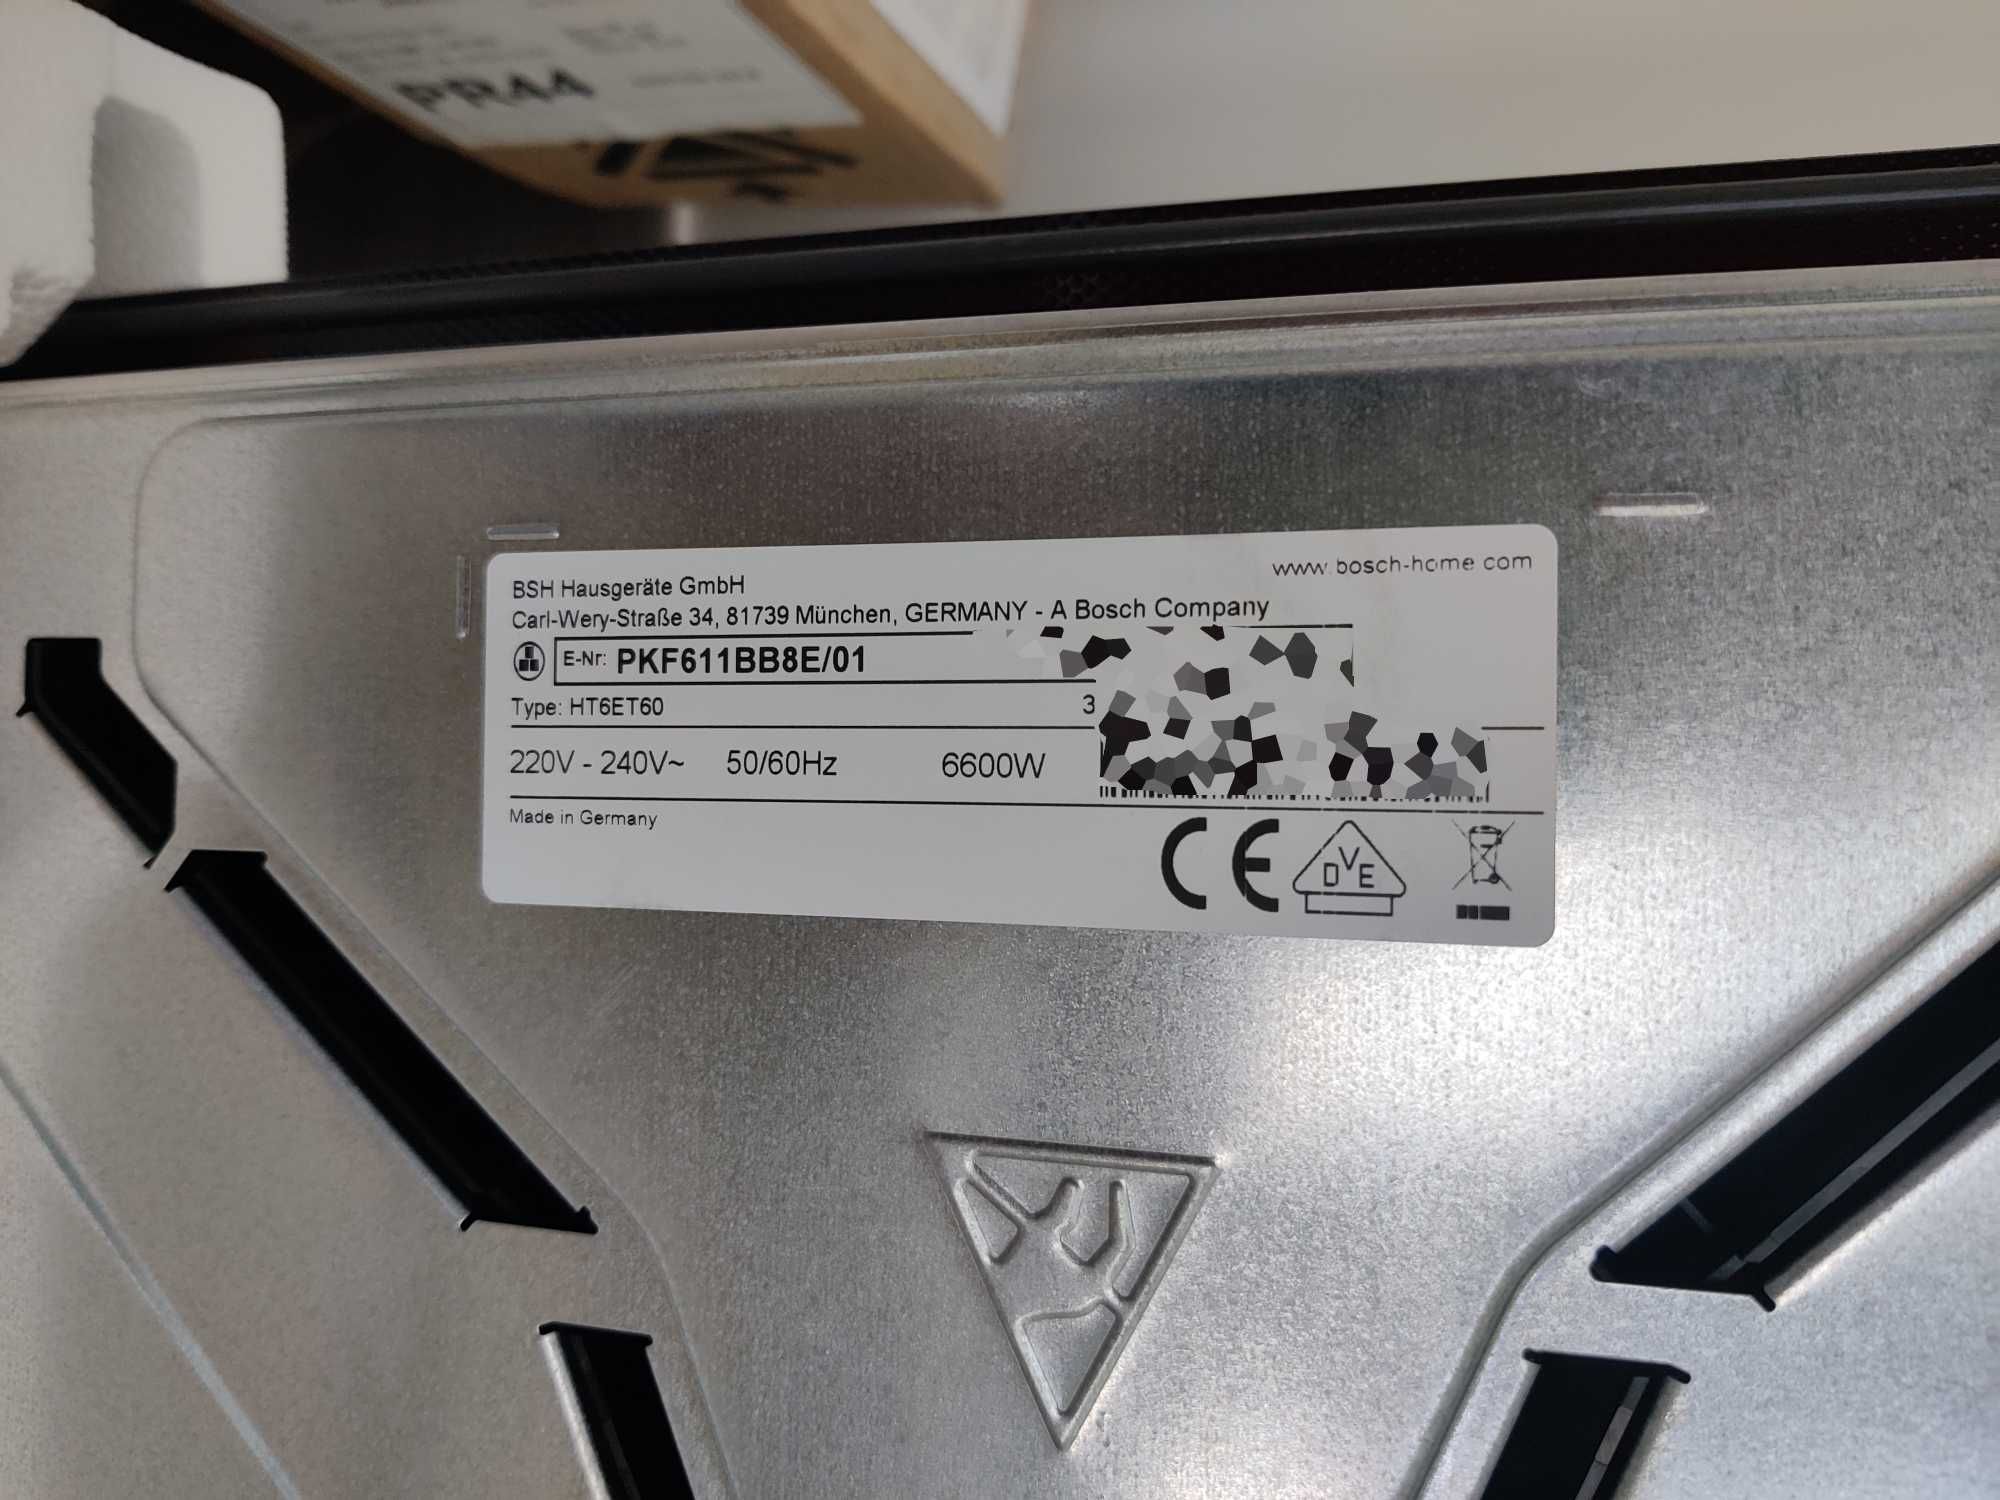 PR44
www.bosch-home.com
BSH Hausgeräte GmbH
Carl-Wery-Straße 34, 81739 München, GERMANY - A Bosch Company
E-Nr: PKF611BB8E/01
Type: HT6ET60 3
220V - 240V~ 50/60Hz 6600W
Made in Germany
CE DVE